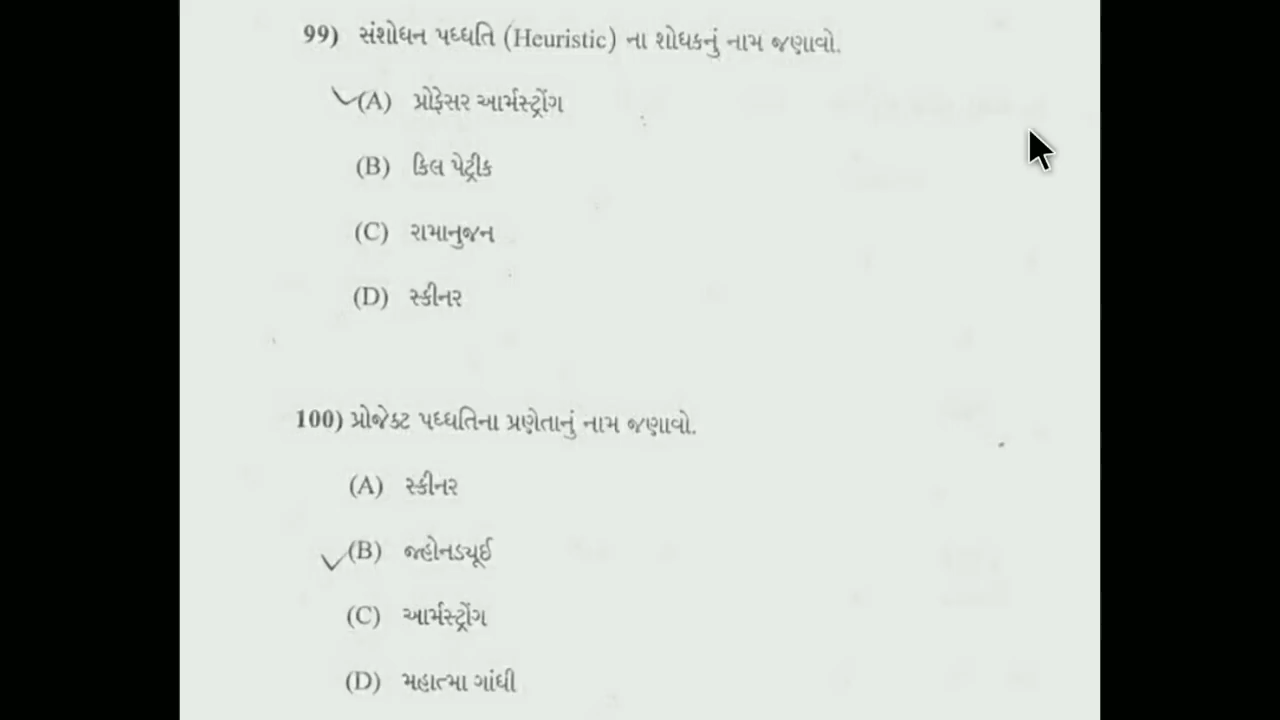 99) સંશોધન પધ્ધતિ (Heuristic) ના શોધકનું નામ જણાવો.
(A) પ્રોફેસર આર્મસ્ટ્રોંગ
(B) કિલ પેટ્રીક
(C) રામાનુજન
(D) સ્કીનર
100) પ્રોજેક્ટ પધ્ધતિના પ્રણેતાનું નામ જણાવો.
(A) સ્કીનર
(B) જ્હોનડ્યૂઈ
(C) આર્મસ્ટ્રોંગ
(D) મહાત્મા ગાંધી